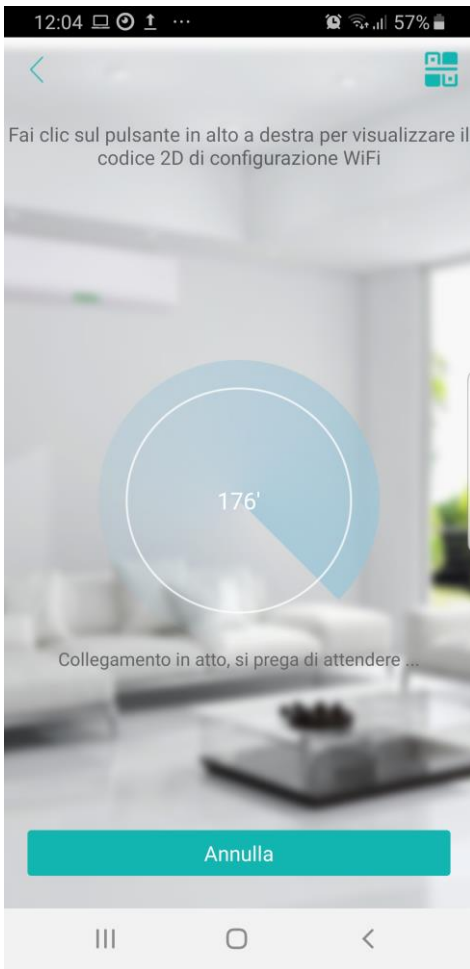 12:04 ... 57%
Fai clic sul pulsante in alto a destra per visualizzare il
codice 2D di configurazione WiFi
176'
Collegamento in atto, si prega di attendere ...
Annulla